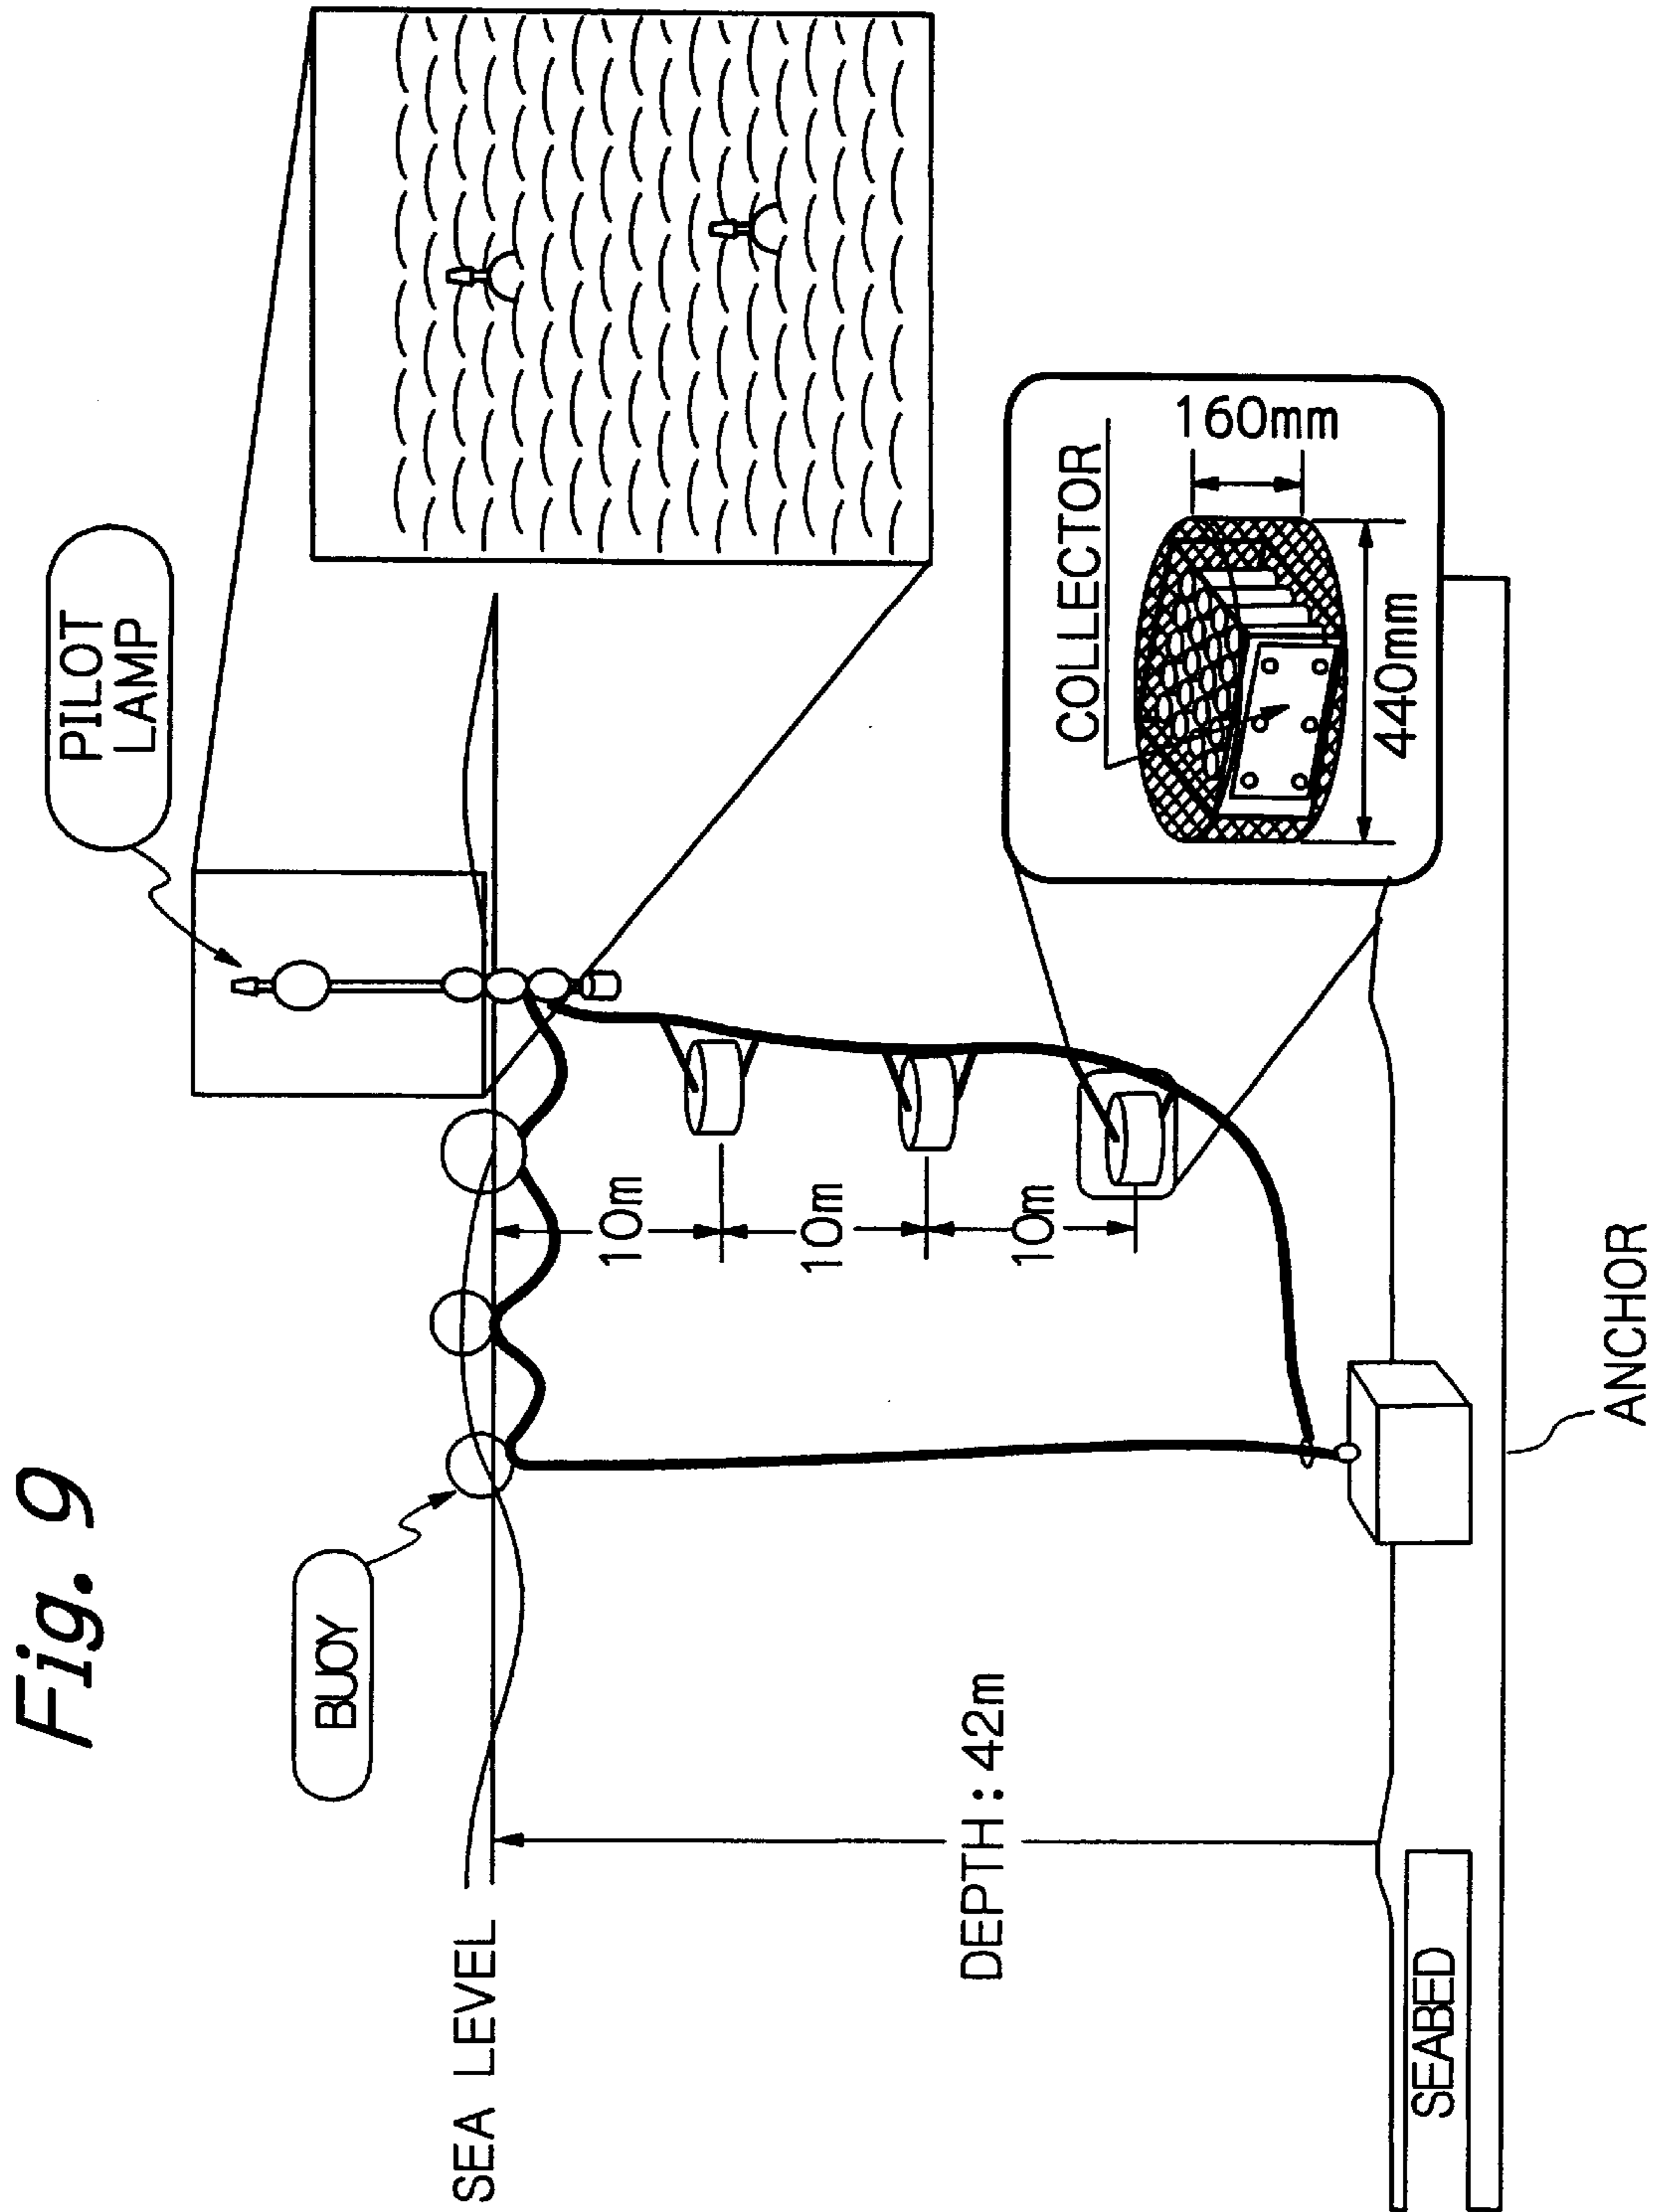 Fig. 9
PILOT
LAMP
BUOY
SEA LEVEL
10m
10m
10m
DEPTH : 42m
COLLECTOR
160mm
440mm
SEABED
ANCHOR